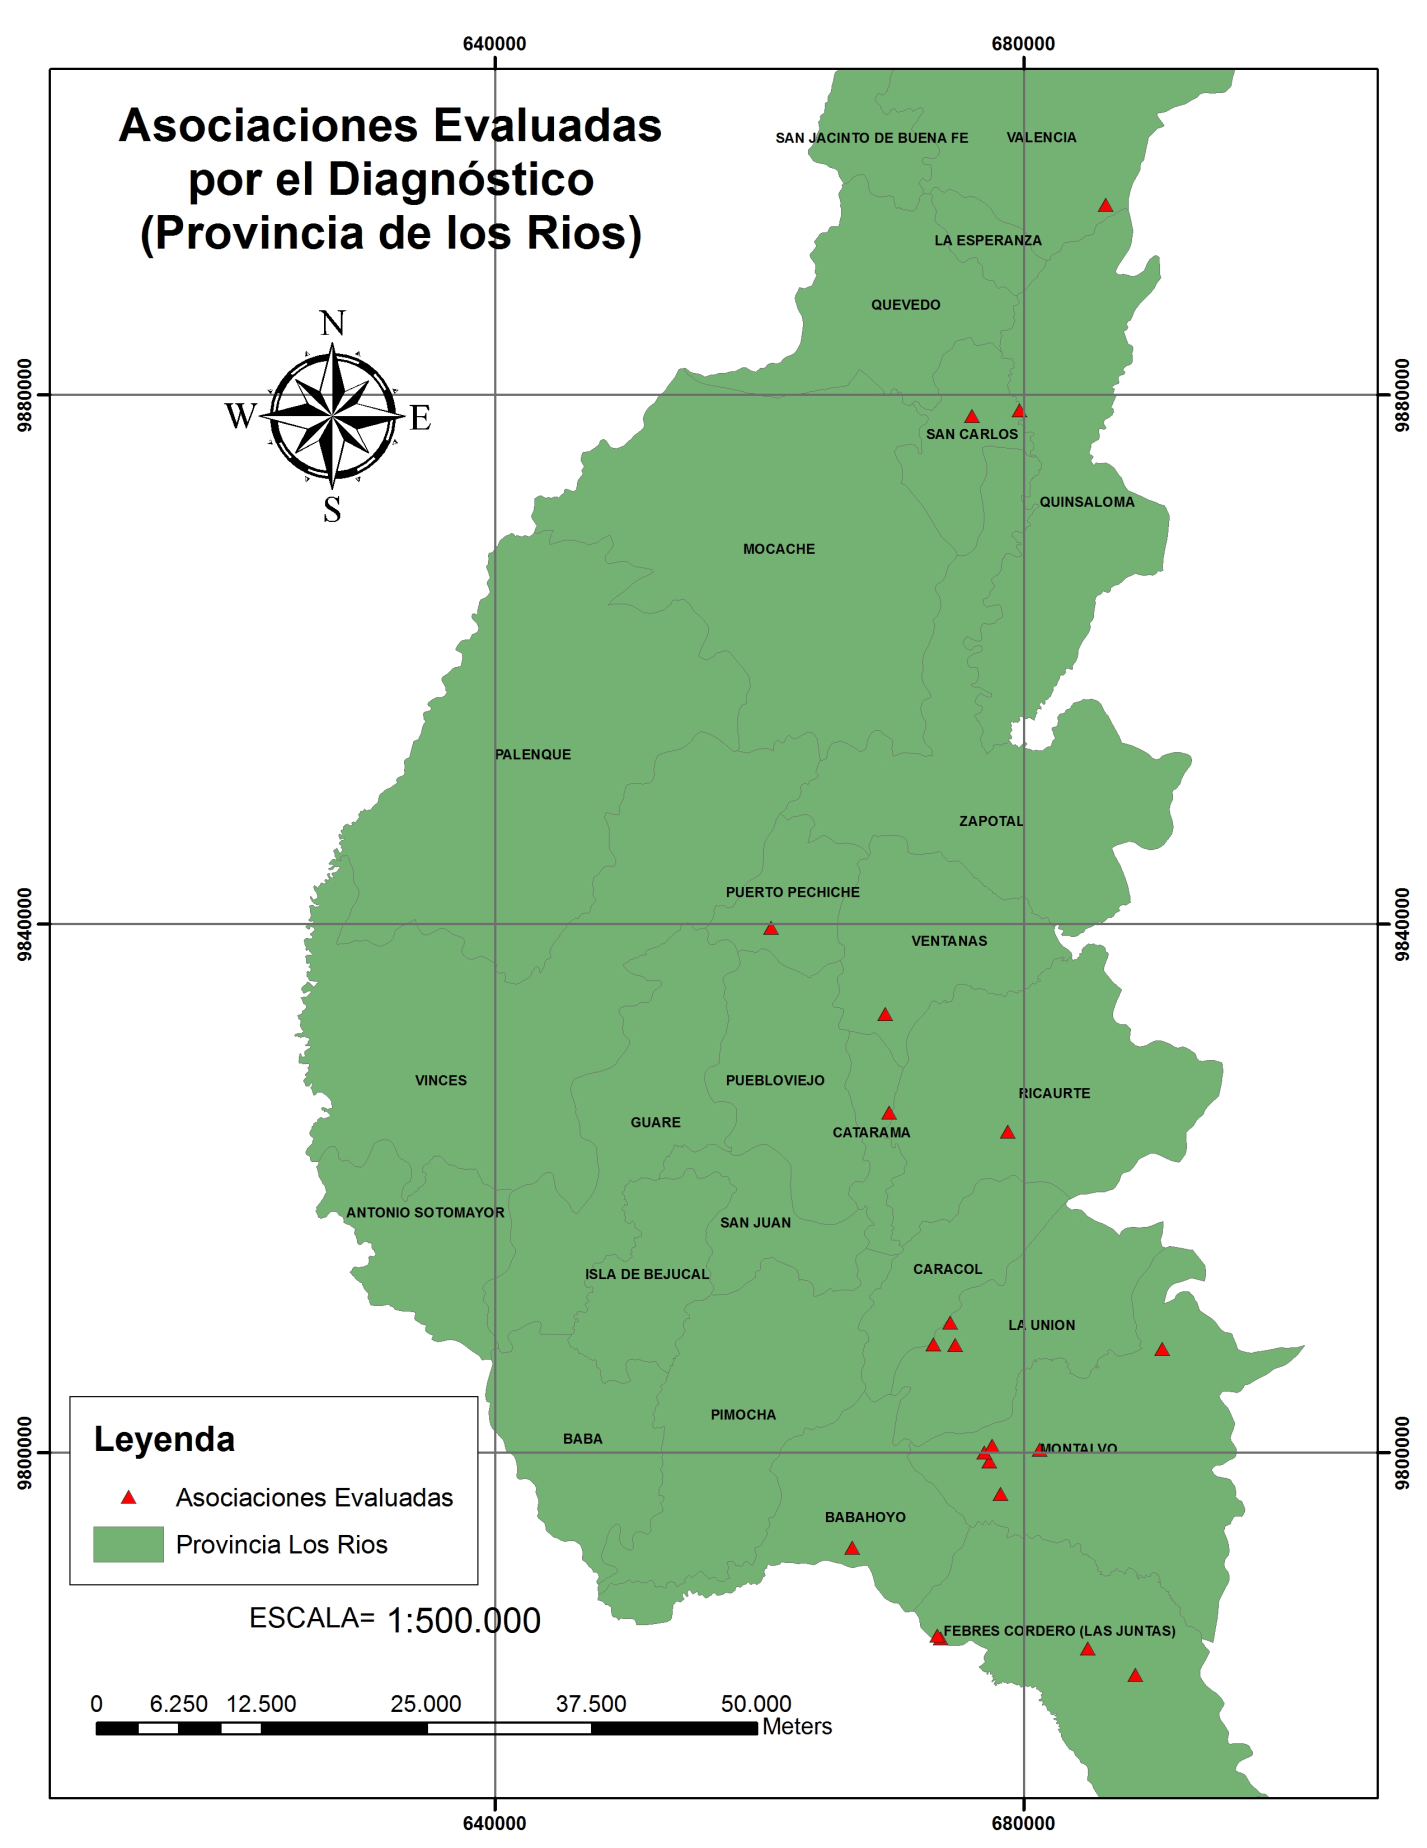 640000
680000
Asociaciones Evaluadas
por el Diagnóstico
(Provincia de los Rios)
SAN JACINTO DE BUENA FE
VALENCIA
LA ESPERANZA
QUEVEDO
N
W
E
S
9880000
9880000
SAN CARLOS
QUINSALOMA
MOCACHE
PALENQUE
ZAPOTAL
PUERTO PECHICHE
9840000
9840000
VENTANAS
VINCES
PUEBLOVIEJO
RICAURTE
GUARE
CATARAMA
ANTONIO SOTOMAYOR
SAN JUAN
ISLA DE BEJUCAL
CARACOL
LA UNION
PIMOCHA
BABA
MONTALVO
9800000
9800000
BABAHOYO
FEBRES CORDERO (LAS JUNTAS)
Leyenda
Asociaciones Evaluadas
Provincia Los Rios
ESCALA= 1:500.000
0 6.250 12.500 25.000 37.500 50.000
Meters
640000
680000